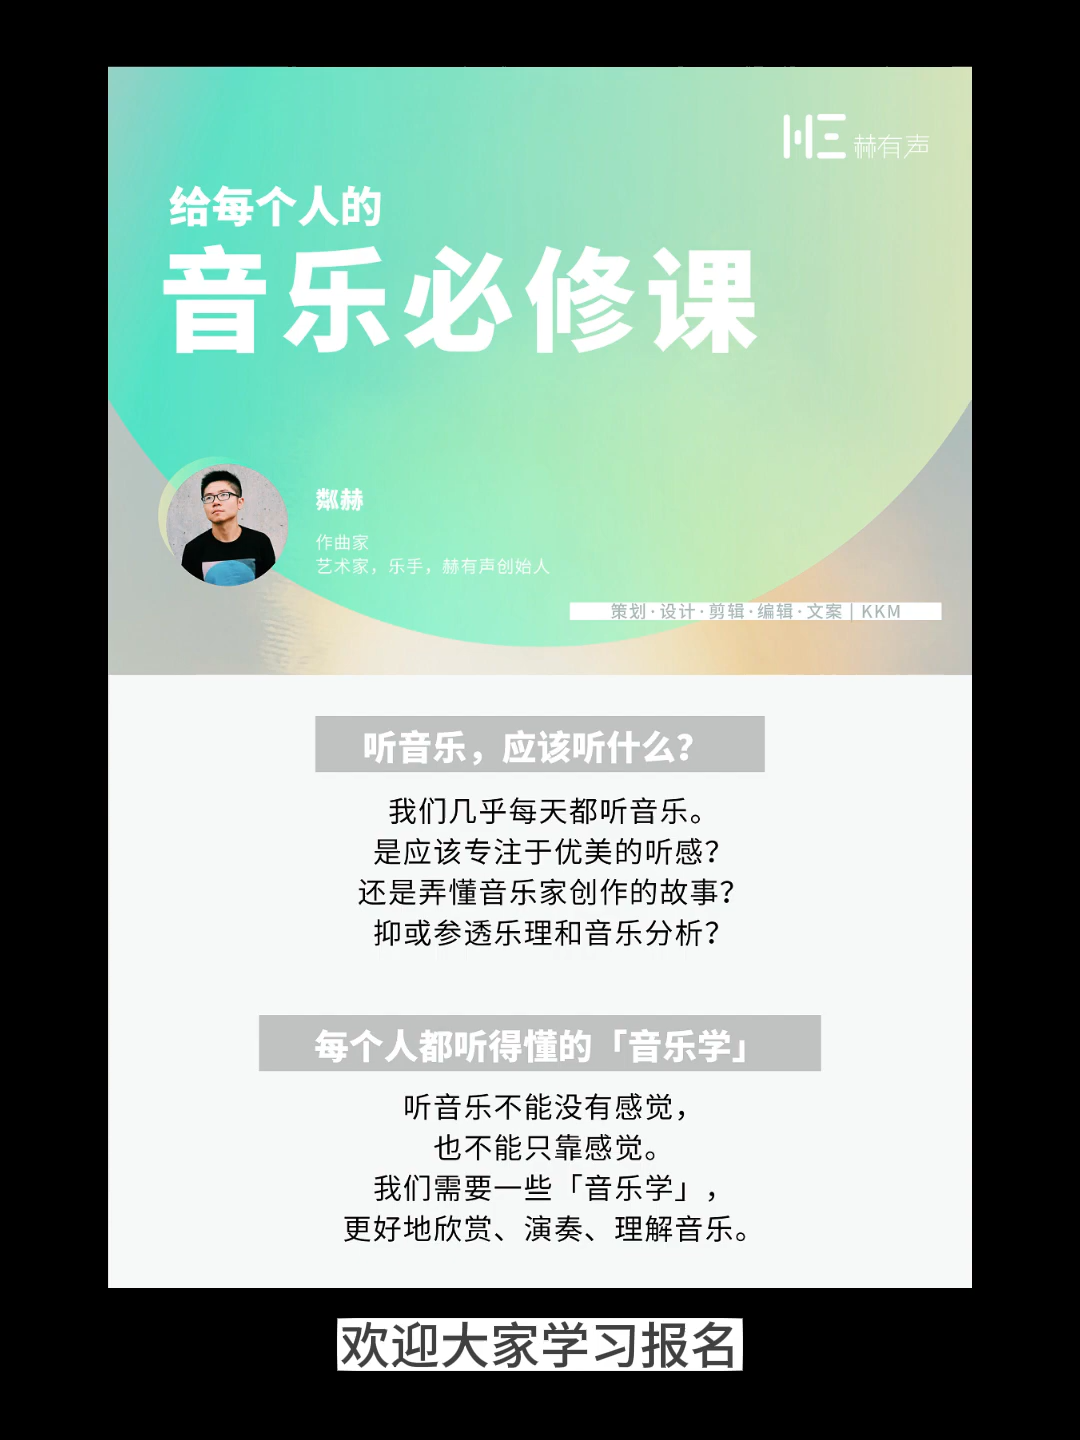 HE 赫有声
给每个人的
音乐必修课
粼赫
作曲家
艺术家，乐手，赫有声创始人
策划·设计·剪辑·编辑·文案 | KKM
听音乐，应该听什么？
我们几乎每天都听音乐。
是应该专注于优美的听感？
还是弄懂音乐家创作的故事？
抑或参透乐理和音乐分析？
每个人都听得懂的「音乐学」
听音乐不能没有感觉，
也不能只靠感觉。
我们需要一些「音乐学」，
更好地欣赏、演奏、理解音乐。
欢迎大家学习报名